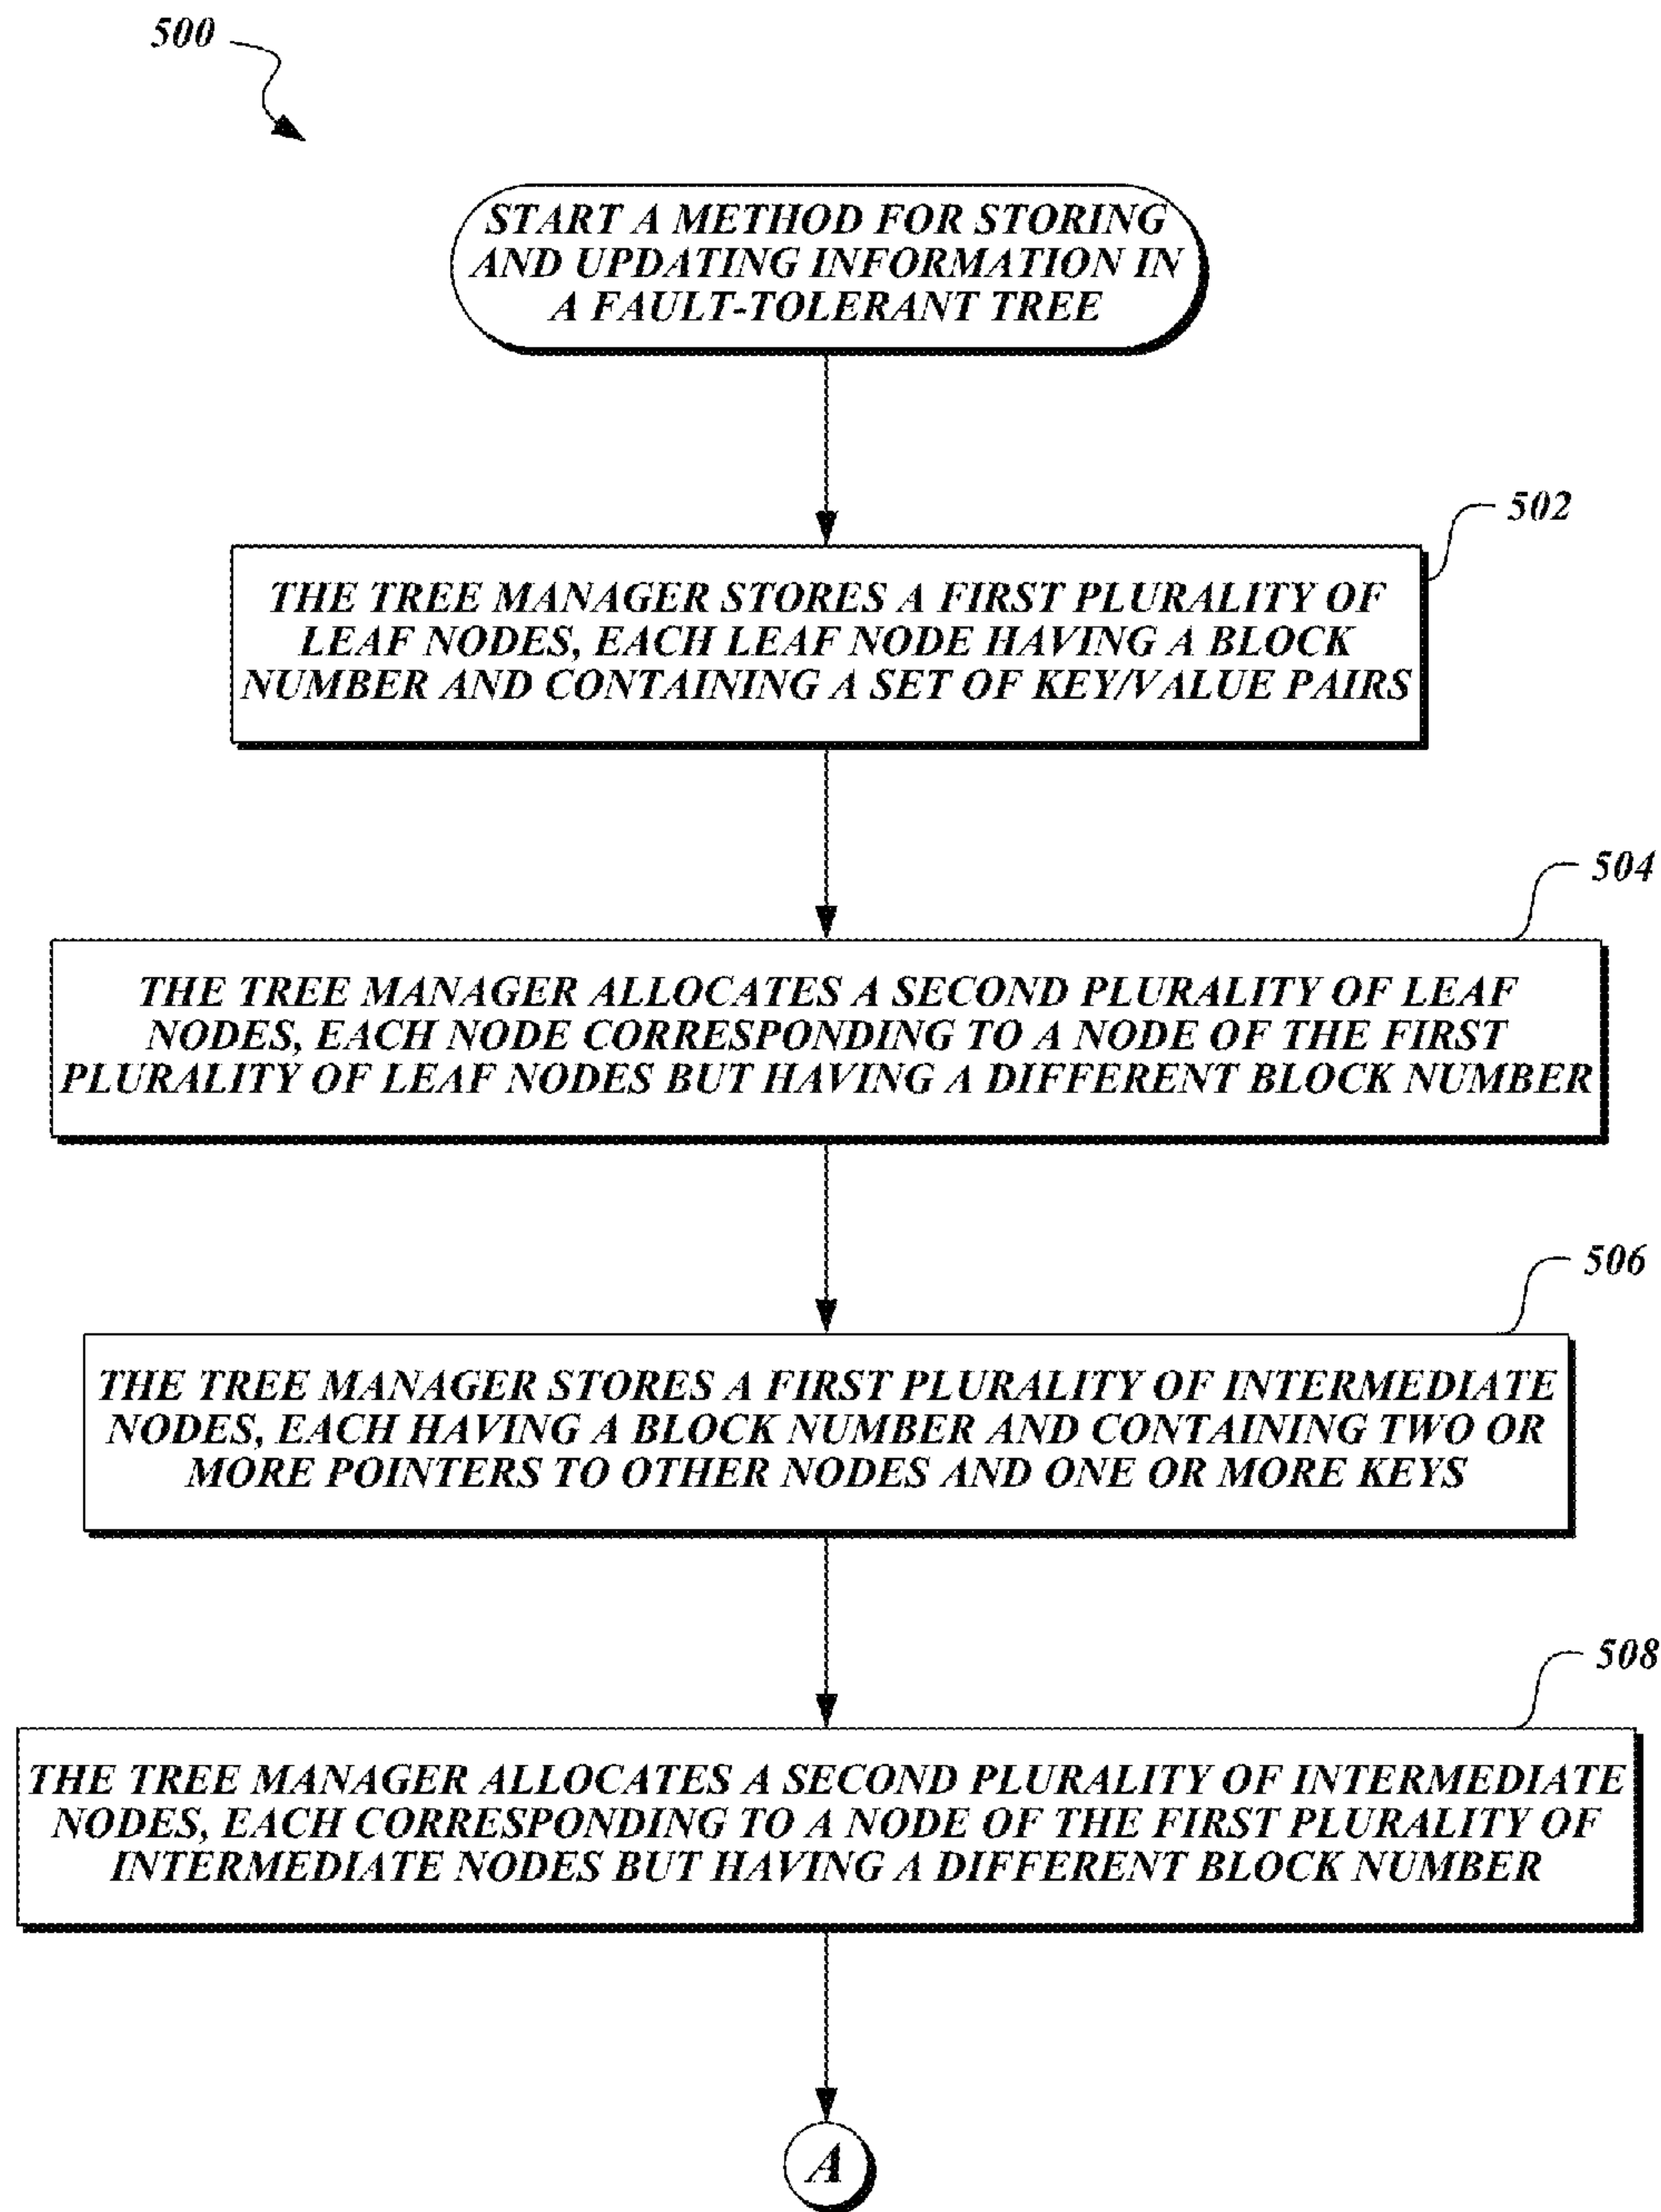 500
START A METHOD FOR STORING
AND UPDATING INFORMATION IN
A FAULT-TOLERANT TREE
502
THE TREE MANAGER STORES A FIRST PLURALITY OF
LEAF NODES, EACH LEAF NODE HAVING A BLOCK
NUMBER AND CONTAINING A SET OF KEY/VALUE PAIRS
504
THE TREE MANAGER ALLOCATES A SECOND PLURALITY OF LEAF
NODES, EACH NODE CORRESPONDING TO A NODE OF THE FIRST
PLURALITY OF LEAF NODES BUT HAVING A DIFFERENT BLOCK NUMBER
506
THE TREE MANAGER STORES A FIRST PLURALITY OF INTERMEDIATE
NODES, EACH HAVING A BLOCK NUMBER AND CONTAINING TWO OR
MORE POINTERS TO OTHER NODES AND ONE OR MORE KEYS
508
THE TREE MANAGER ALLOCATES A SECOND PLURALITY OF INTERMEDIATE
NODES, EACH CORRESPONDING TO A NODE OF THE FIRST PLURALITY OF
INTERMEDIATE NODES BUT HAVING A DIFFERENT BLOCK NUMBER
A